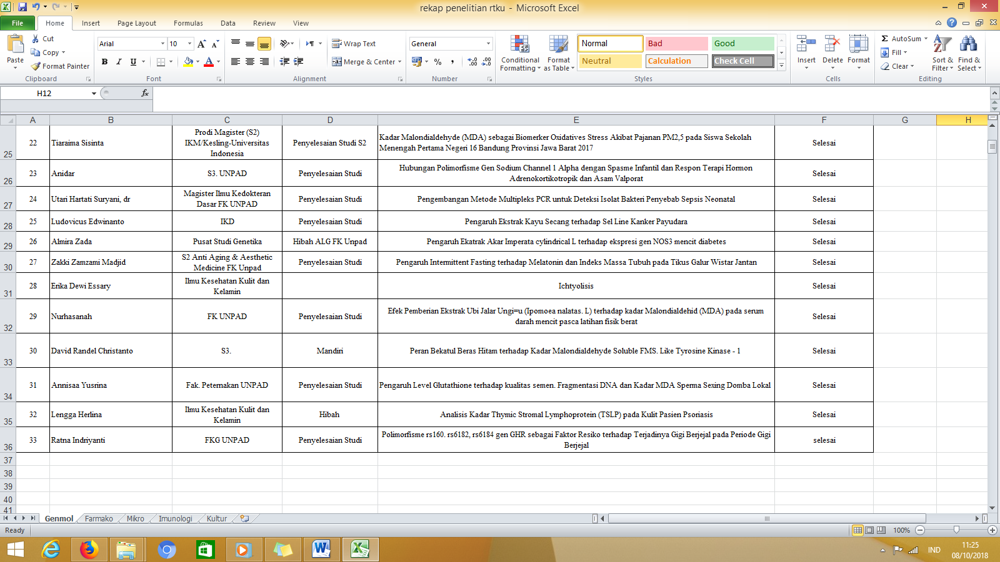 rekap penelitian rtku - Microsoft Excel
File Home Insert Page Layout Formulas Data Review View
Paste
Cut
Copy
Format Painter
Clipboard
Arial 10
B I U
Font
Wrap Text
Merge & Center
Alignment
General
%
Number
Conditional Formatting
Format as Table
Normal Bad Good
Neutral Calculation Check Cell
Styles
Insert Delete Format
Cells
AutoSum
Fill
Clear
Sort & Filter
Find & Select
Editing
H12
fx
A B C D E F G H
25 22 Tiaraima Sisinta Prodi Magister (S2) IKM/Kesling-Universitas Indonesia Penyelesaian Studi S2 Kadar Malondialdehyde (MDA) sebagai Biomerker Oxidatives Stress Akibat Pajanan PM2,5 pada Siswa Sekolah Menengah Pertama Negeri 16 Bandung Provinsi Jawa Barat 2017 Selesai
26 23 Anidar S3. UNPAD Penyelesaian Studi Hubungan Polimorfisme Gen Sodium Channel 1 Alpha dengan Spasme Infantil dan Respon Terapi Hormon Adrenokortikotropik dan Asam Valporat Selesai
27 24 Utari Hartati Suryani, dr Magister Ilmu Kedokteran Dasar FK UNPAD Penyelesaian Studi Pengembangan Metode Multipleks PCR untuk Deteksi Isolat Bakteri Penyebab Sepsis Neonatal Selesai
28 25 Ludovicus Edwinanto IKD Penyelesaian Studi Pengaruh Ekstrak Kayu Secang terhadap Sel Line Kanker Payudara Selesai
29 26 Almira Zada Pusat Studi Genetika Hibah ALG FK Unpad Pengaruh Ekatrak Akar Imperata cylindrical L terhadap ekspresi gen NOS3 mencit diabetes Selesai
30 27 Zakki Zamzami Madjid S2 Anti Aging & Aesthetic Medicine FK Unpad Penyelesaian Studi Pengaruh Intermittent Fasting terhadap Melatonin dan Indeks Massa Tubuh pada Tikus Galur Wistar Jantan Selesai
31 28 Erika Dewi Essary Ilmu Kesehatan Kulit dan Kelamin Ichtyolisis Selesai
32 29 Nurhasanah FK UNPAD Penyelesaian Studi Efek Pemberian Ekstrak Ubi Jalar Ungi=u (Ipomoea nalatas. L) terhadap kadar Malondialdehid (MDA) pada serum darah mencit pasca latihan fisik berat Selesai
33 30 David Randel Christanto S3. Mandiri Peran Bekatul Beras Hitam terhadap Kadar Malondialdehyde Soluble FMS. Like Tyrosine Kinase - 1 Selesai
34 31 Annisaa Yusrina Fak. Peternakan UNPAD Penyelesaian Studi Pengaruh Level Glutathione terhadap kualitas semen. Fragmentasi DNA dan Kadar MDA Sperma Sexing Domba Lokal Selesai
35 32 Lengga Herlina Ilmu Kesehatan Kulit dan Kelamin Hibah Analisis Kadar Thymic Stromal Lymphoprotein (TSLP) pada Kulit Pasien Psoriasis Selesai
36 33 Ratna Indriyanti FKG UNPAD Penyelesaian Studi Polimorfisme rs160. rs6182, rs6184 gen GHR sebagai Faktor Resiko terhadap Terjadinya Gigi Berjejal pada Periode Gigi Berjejal selesai
37
38
39
40
41
Genmol Farmako Mikro Imunologi Kultur
Ready 100%
IND 11:25
08/10/2018